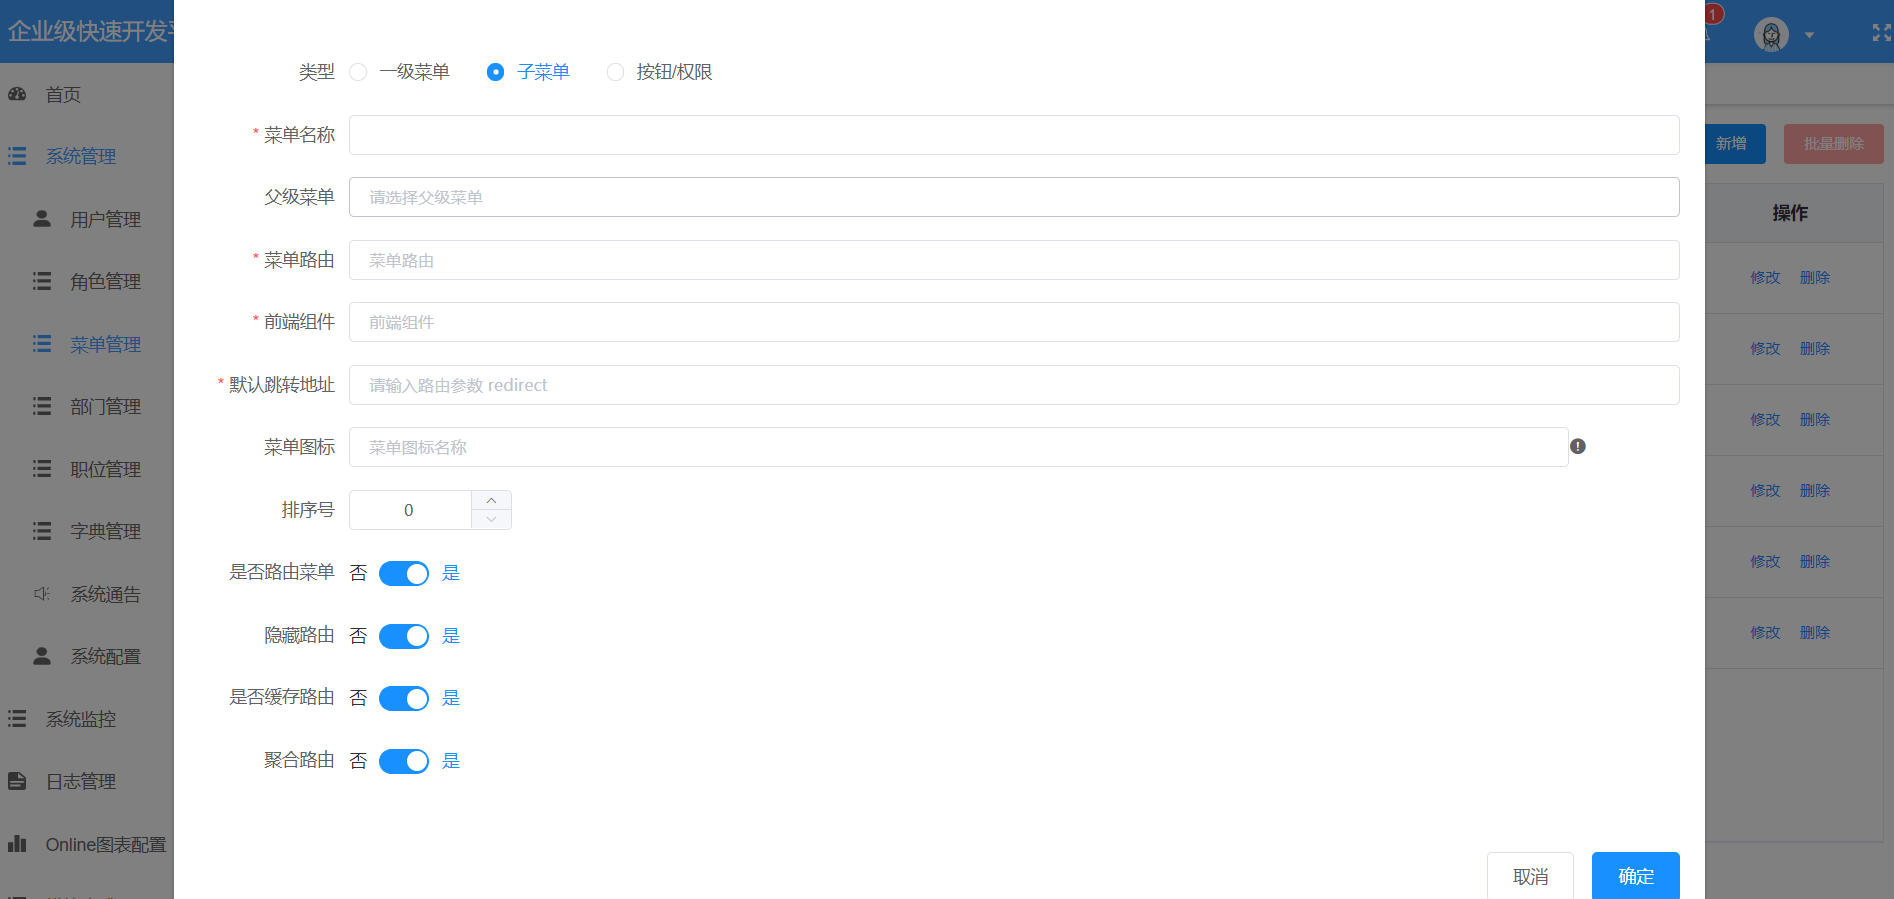 企业级快速开发
1
首页
系统管理
用户管理
角色管理
菜单管理
部门管理
职位管理
字典管理
系统通告
系统配置
系统监控
日志管理
Online图表配置
类型 一级菜单 子菜单 按钮/权限
* 菜单名称
父级菜单 请选择父级菜单
* 菜单路由 菜单路由
* 前端组件 前端组件
* 默认跳转地址 请输入路由参数 redirect
菜单图标 菜单图标名称
排序号 0
是否路由菜单 否 是
隐藏路由 否 是
是否缓存路由 否 是
聚合路由 否 是
取消 确定
新增 批量删除
操作
修改 删除
修改 删除
修改 删除
修改 删除
修改 删除
修改 删除